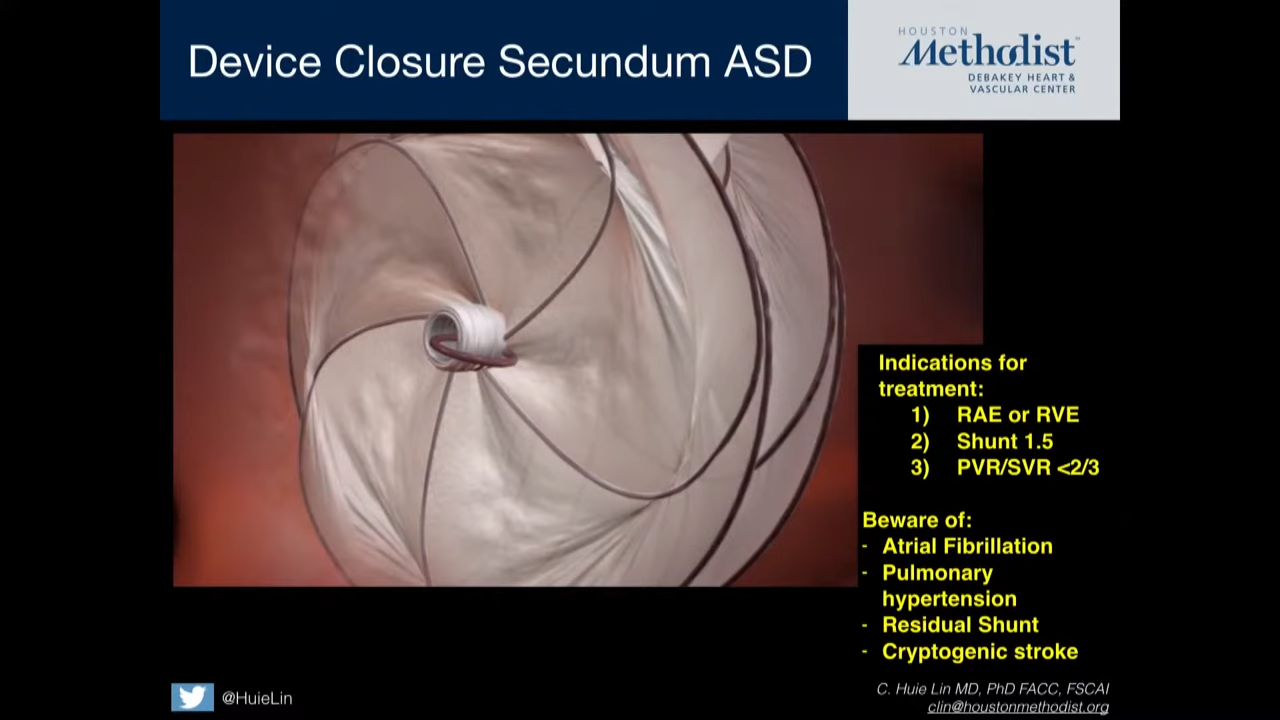 Device Closure Secundum ASD
HOUSTON
Methodist
DEBAKEY HEART &
VASCULAR CENTER
Indications for
treatment:
1) RAE or RVE
2) Shunt 1.5
3) PVR/SVR <2/3
Beware of:
- Atrial Fibrillation
- Pulmonary
hypertension
- Residual Shunt
- Cryptogenic stroke
@HuieLin
C. Huie Lin MD, PhD FACC, FSCAI
clin@houstonmethodist.org